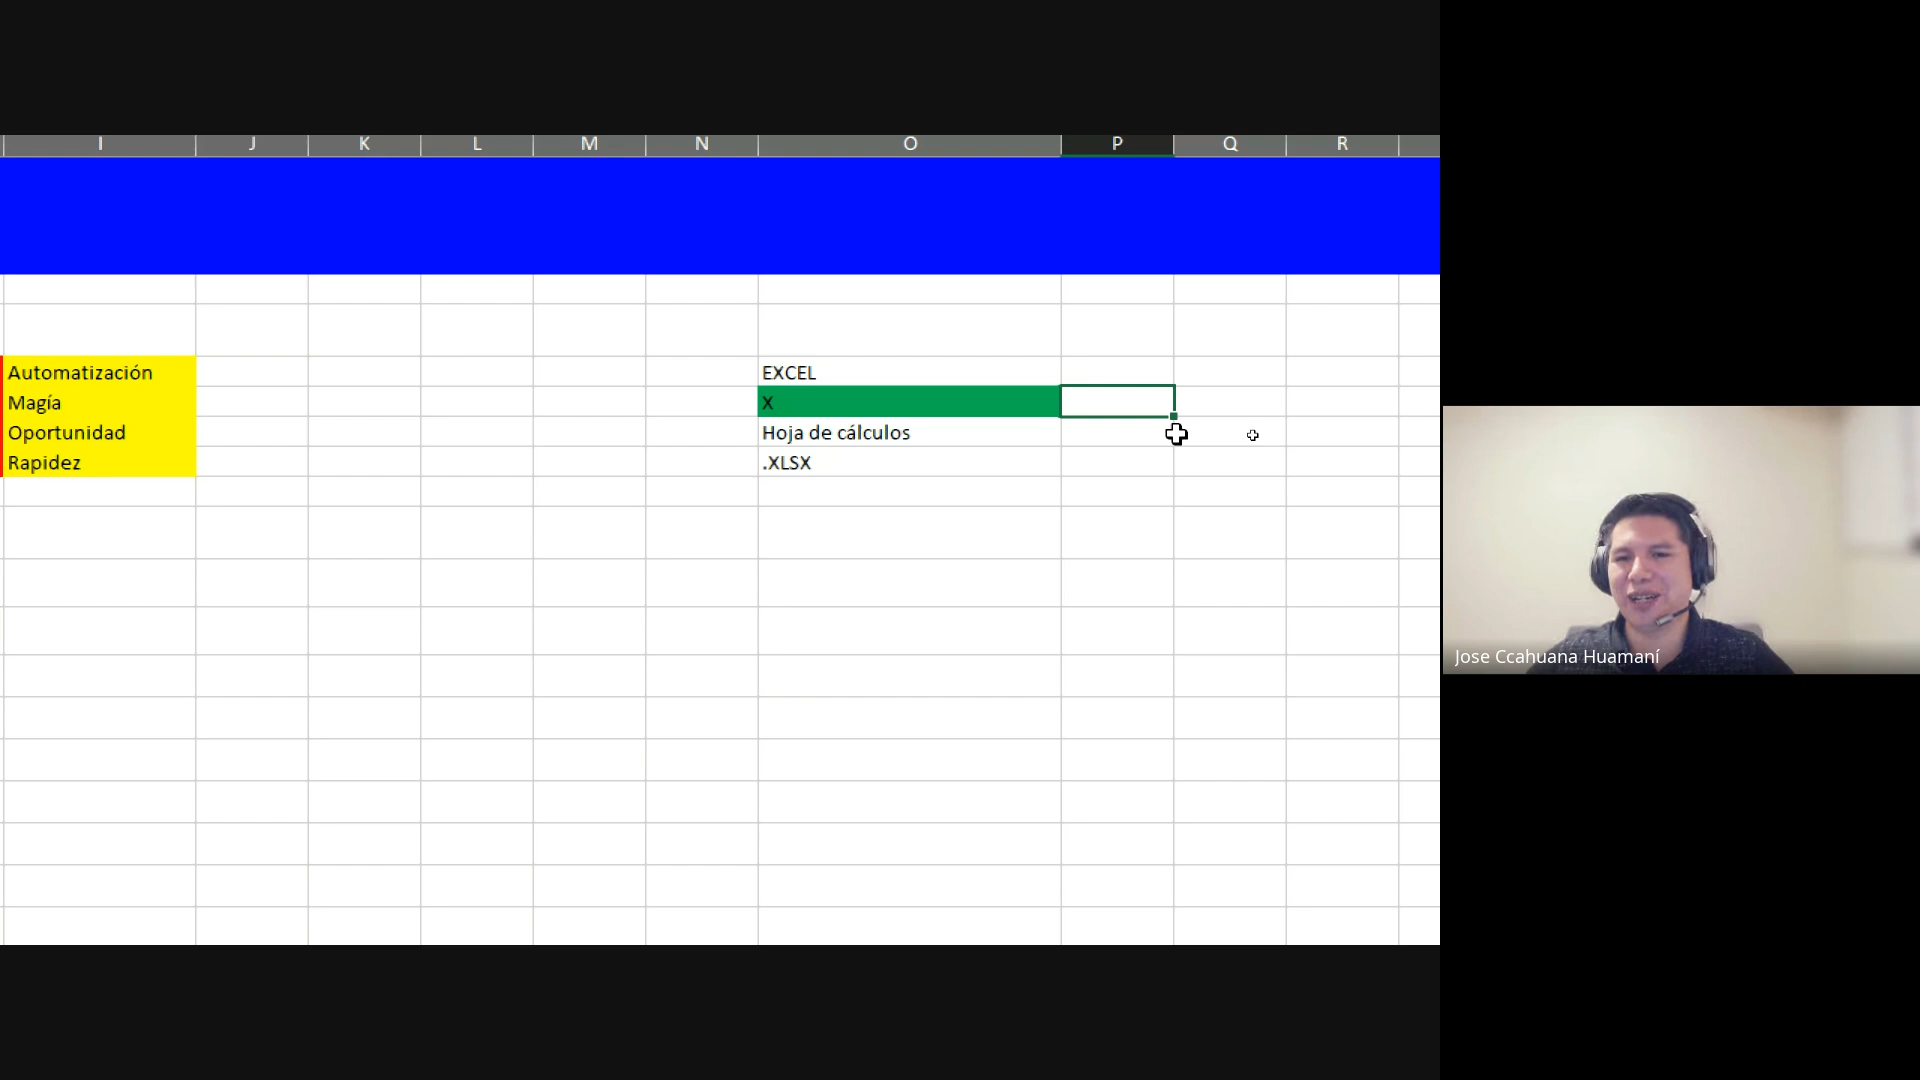 I J K L M N O P Q R
Automatización EXCEL
Magía X
Oportunidad Hoja de cálculos
Rapidez .XLSX
Jose Ccahuana Huamaní